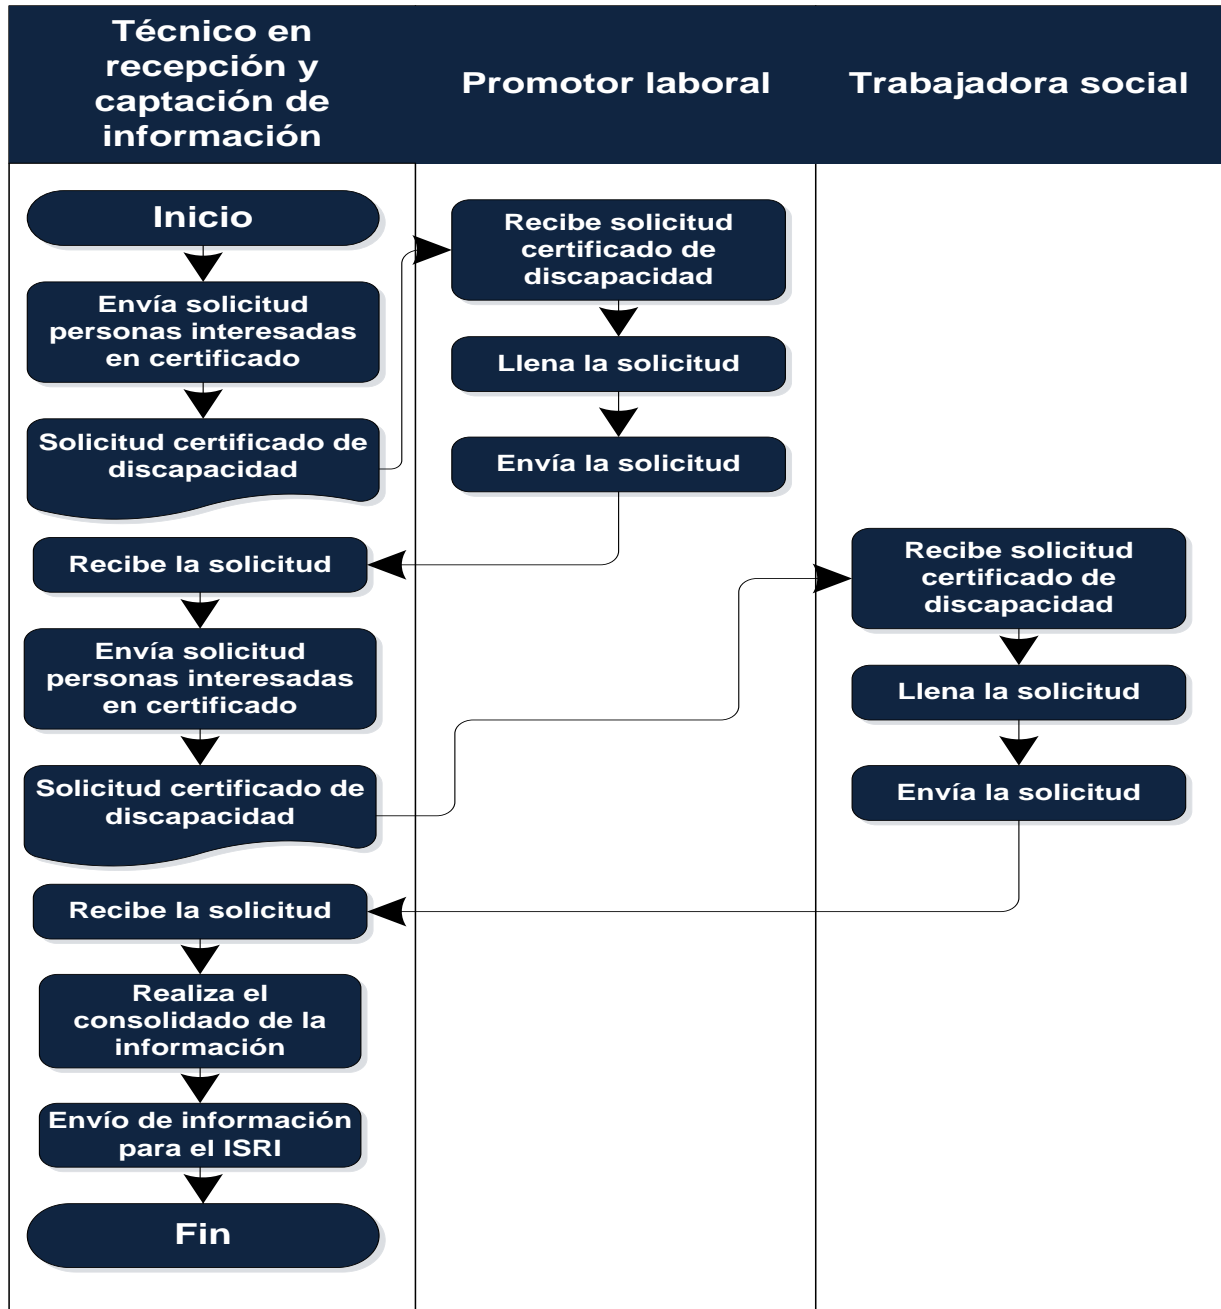 Técnico en
recepción y
captación de
información
Promotor laboral
Trabajadora social
Inicio
Envía solicitud
personas interesadas
en certificado
Solicitud certificado de
discapacidad
Recibe solicitud
certificado de
discapacidad
Llena la solicitud
Envía la solicitud
Recibe la solicitud
Envía solicitud
personas interesadas
en certificado
Solicitud certificado de
discapacidad
Recibe solicitud
certificado de
discapacidad
Llena la solicitud
Envía la solicitud
Recibe la solicitud
Realiza el
consolidado de la
información
Envío de información
para el ISRI
Fin